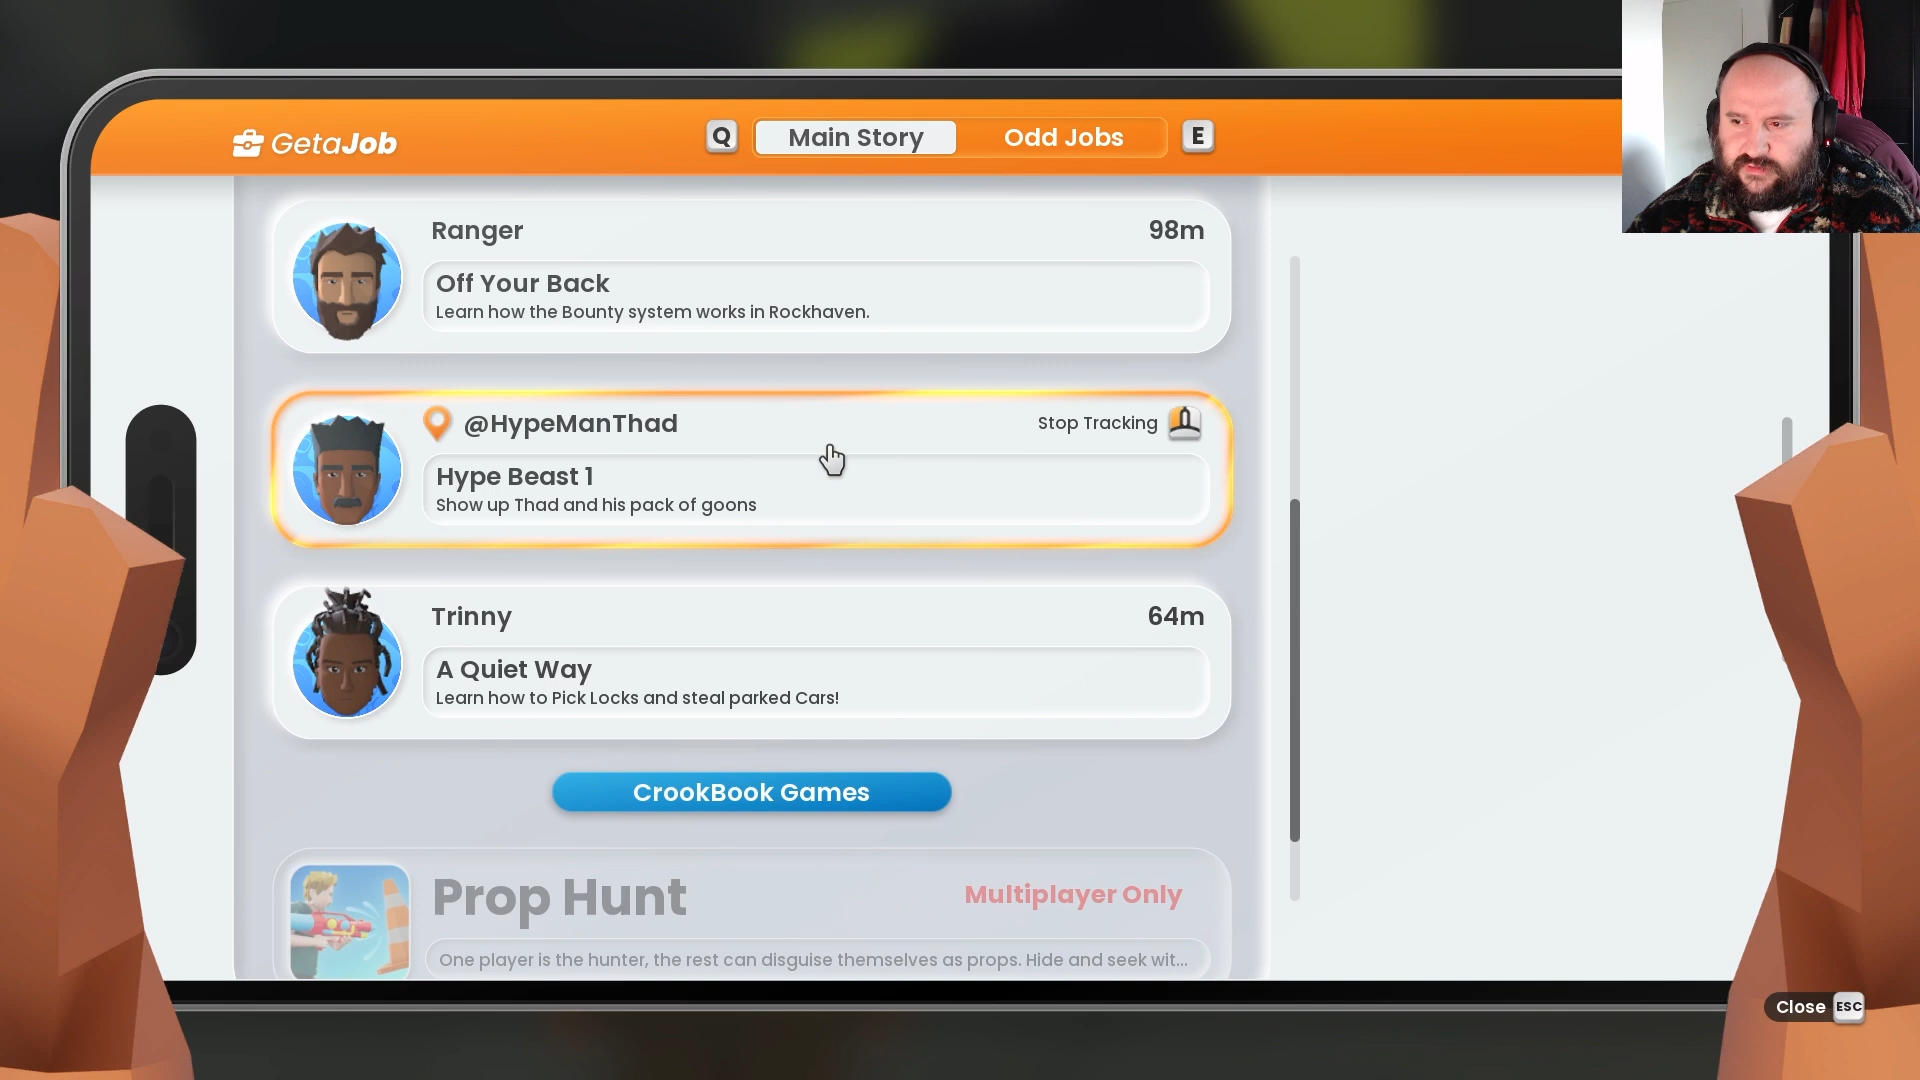 GetaJob
Q
Main Story
Odd Jobs
E
Ranger
98m
Off Your Back
Learn how the Bounty system works in Rockhaven.
@HypeManThad
Stop Tracking
Hype Beast 1
Show up Thad and his pack of goons
Trinny
64m
A Quiet Way
Learn how to Pick Locks and steal parked Cars!
CrookBook Games
Prop Hunt
Multiplayer Only
One player is the hunter, the rest can disguise themselves as props. Hide and seek wit...
Close ESC